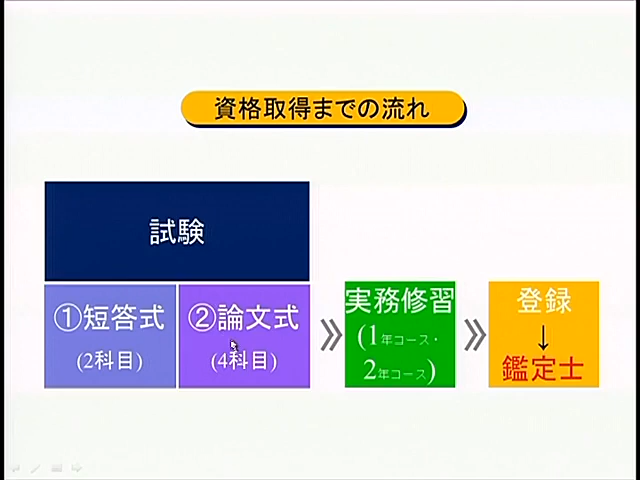 資格取得までの流れ
試験
①短答式
(2科目)
②論文式
(4科目)
実務修習
(1年コース・
2年コース)
登録
↓
鑑定士